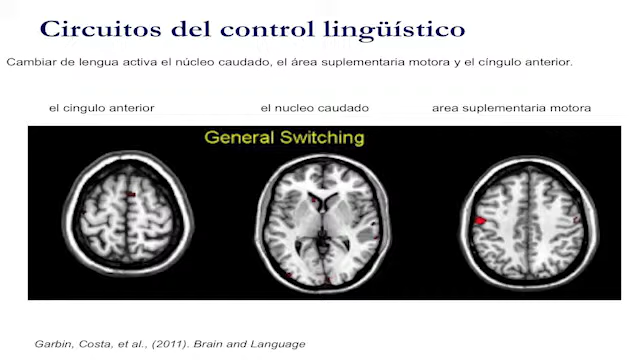 Circuitos del control lingüístico
Cambiar de lengua activa el núcleo caudado, el área suplementaria motora y el cíngulo anterior.
el cingulo anterior
el nucleo caudado
area suplementaria motora
General Switching
Garbin, Costa, et al., (2011). Brain and Language